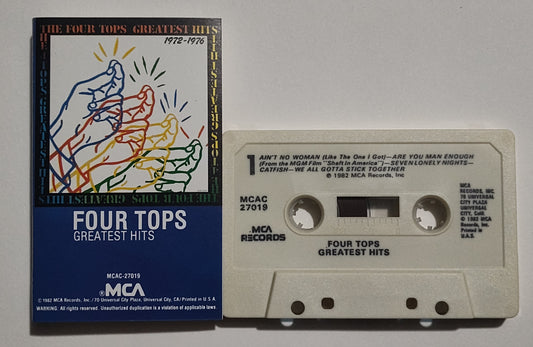 THE FOUR TOPS GREATEST HITS
1972-1976
FOUR TOPS
GREATEST HITS
MCAC-27019
MCA
© 1982 MCA Records, Inc. / 70 Universal City Plaza, Universal City, CA / Printed in U.S.A.
WARNING. All rights reserved. Unauthorized duplication is a violation of applicable laws.
1
AIN'T NO WOMAN (Like The One I Got)—ARE YOU MAN ENOUGH
(From the MGM Film "Shaft In America")—SEVEN LONELY NIGHTS—
CATFISH—WE ALL GOTTA STICK TOGETHER
℗ 1982 MCA Records, Inc
MCAC
27019
MCA
RECORDS
FOUR TOPS
GREATEST HITS
MCA
RECORDS, INC.
70 UNIVERSAL
CITY PLAZA
UNIVERSAL
CITY, Calif.
© 1982 MCA
Records, Inc.
Printed in
U.S.A.